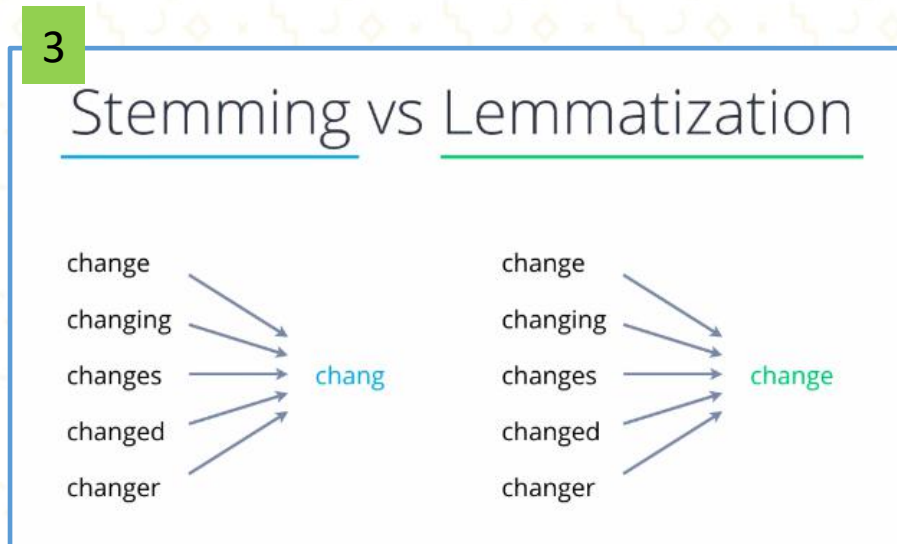 3
Stemming vs Lemmatization
change
changing
changes
changed
changer
chang
change
changing
changes
changed
changer
change